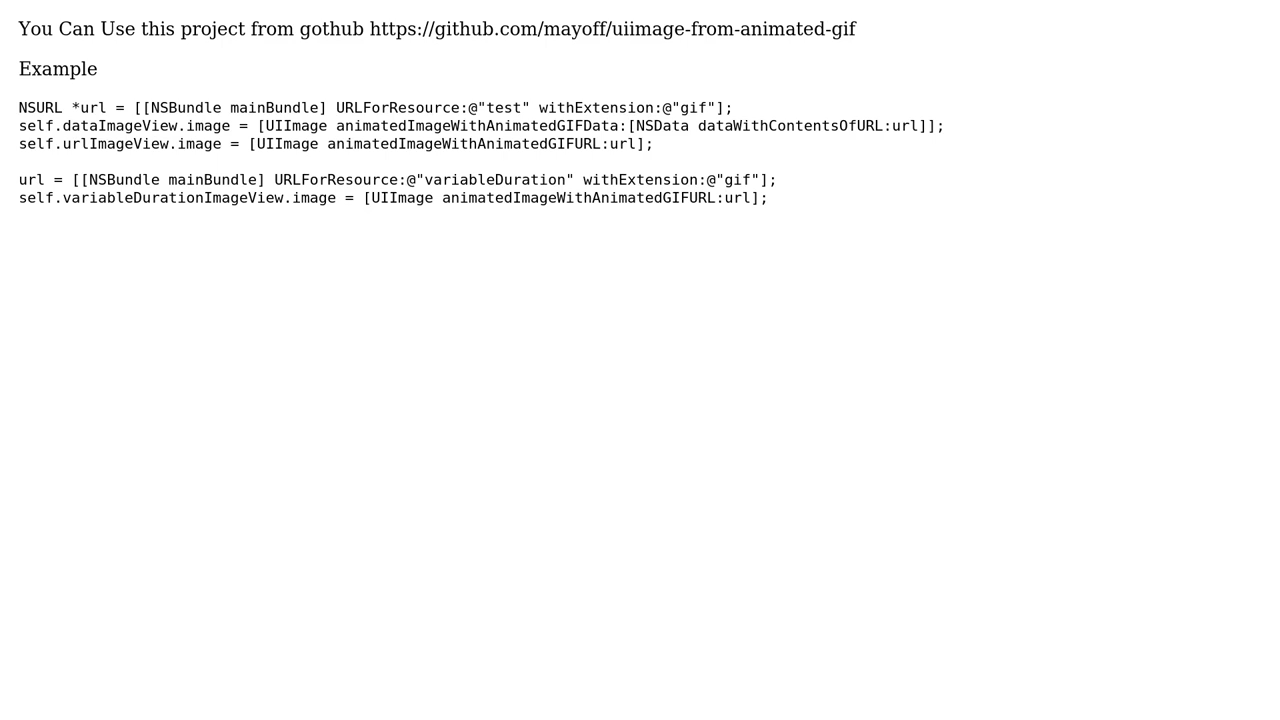 You Can Use this project from gothub https://github.com/mayoff/uiimage-from-animated-gif
Example
NSURL *url = [[NSBundle mainBundle] URLForResource:@"test" withExtension:@"gif"];
self.dataImageView.image = [UIImage animatedImageWithAnimatedGIFData:[NSData dataWithContentsOfURL:url]];
self.urlImageView.image = [UIImage animatedImageWithAnimatedGIFURL:url];
url = [[NSBundle mainBundle] URLForResource:@"variableDuration" withExtension:@"gif"];
self.variableDurationImageView.image = [UIImage animatedImageWithAnimatedGIFURL:url];